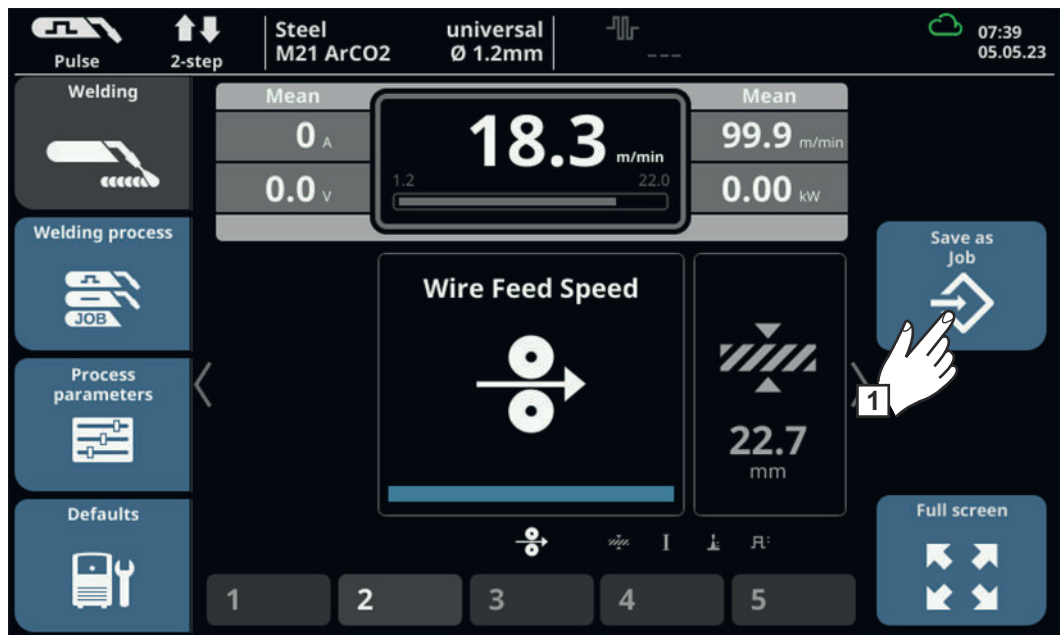 Pulse
2-step
Steel
M21 ArCO2
universal
Ø 1.2mm
---
07:39
05.05.23
Welding
Welding process
JOB
Process
parameters
Defaults
Mean
0 A
0.0 V
18.3 m/min
1.2
22.0
Mean
99.9 m/min
0.00 kW
Wire Feed Speed
22.7
mm
Save as
Job
1
Full screen
1
2
3
4
5